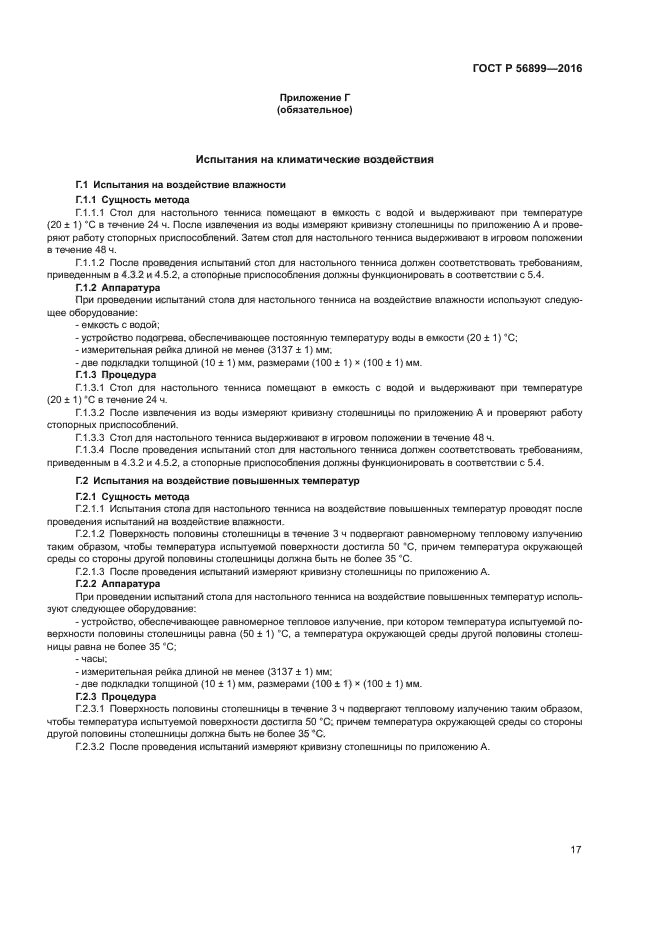 ГОСТ Р 56899—2016
Приложение Г
(обязательное)
Испытания на климатические воздействия
Г.1 Испытания на воздействие влажности
Г.1.1 Сущность метода
Г.1.1.1 Стол для настольного тенниса помещают в емкость с водой и выдерживают при температуре
(20 ± 1) °С в течение 24 ч. После извлечения из воды измеряют кривизну столешницы по приложению А и прове-
ряют работу стопорных приспособлений. Затем стол для настольного тенниса выдерживают в игровом положении
в течение 48 ч.
Г.1.1.2 После проведения испытаний стол для настольного тенниса должен соответствовать требованиям,
приведенным в 4.3.2 и 4.5.2, а стопорные приспособления должны функционировать в соответствии с 5.4.
Г.1.2 Аппаратура
При проведении испытаний стола для настольного тенниса на воздействие влажности используют следую-
щее оборудование:
- емкость с водой;
- устройство подогрева, обеспечивающее постоянную температуру воды в емкости (20 ± 1) °С;
- измерительная рейка длиной не менее (3137 ± 1) мм;
- две подкладки толщиной (10 ± 1) мм, размерами (100 ± 1) × (100 ± 1) мм.
Г.1.3 Процедура
Г.1.3.1 Стол для настольного тенниса помещают в емкость с водой и выдерживают при температуре
(20 ± 1) °С в течение 24 ч.
Г.1.3.2 После извлечения из воды измеряют кривизну столешницы по приложению А и проверяют работу
стопорных приспособлений.
Г.1.3.3 Стол для настольного тенниса выдерживают в игровом положении в течение 48 ч.
Г.1.3.4 После проведения испытаний стол для настольного тенниса должен соответствовать требованиям,
приведенным в 4.3.2 и 4.5.2, а стопорные приспособления должны функционировать в соответствии с 5.4.
Г.2 Испытания на воздействие повышенных температур
Г.2.1 Сущность метода
Г.2.1.1 Испытания стола для настольного тенниса на воздействие повышенных температур проводят после
проведения испытаний на воздействие влажности.
Г.2.1.2 Поверхность половины столешницы в течение 3 ч подвергают равномерному тепловому излучению
таким образом, чтобы температура испытуемой поверхности достигла 50 °С, причем температура окружающей
среды со стороны другой половины столешницы должна быть не более 35 °С.
Г.2.1.3 После проведения испытаний измеряют кривизну столешницы по приложению А.
Г.2.2 Аппаратура
При проведении испытаний стола для настольного тенниса на воздействие повышенных температур исполь-
зуют следующее оборудование:
- устройство, обеспечивающее равномерное тепловое излучение, при котором температура испытуемой по-
верхности половины столешницы равна (50 ± 1) °С, а температура окружающей среды другой половины столеш-
ницы равна не более 35 °С;
- часы;
- измерительная рейка длиной не менее (3137 ± 1) мм;
- две подкладки толщиной (10 ± 1) мм, размерами (100 ± 1) × (100 ± 1) мм.
Г.2.3 Процедура
Г.2.3.1 Поверхность половины столешницы в течение 3 ч подвергают тепловому излучению таким образом,
чтобы температура испытуемой поверхности достигла 50 °С; причем температура окружающей среды со стороны
другой половины столешницы должна быть не более 35 °С.
Г.2.3.2 После проведения испытаний измеряют кривизну столешницы по приложению А.
17